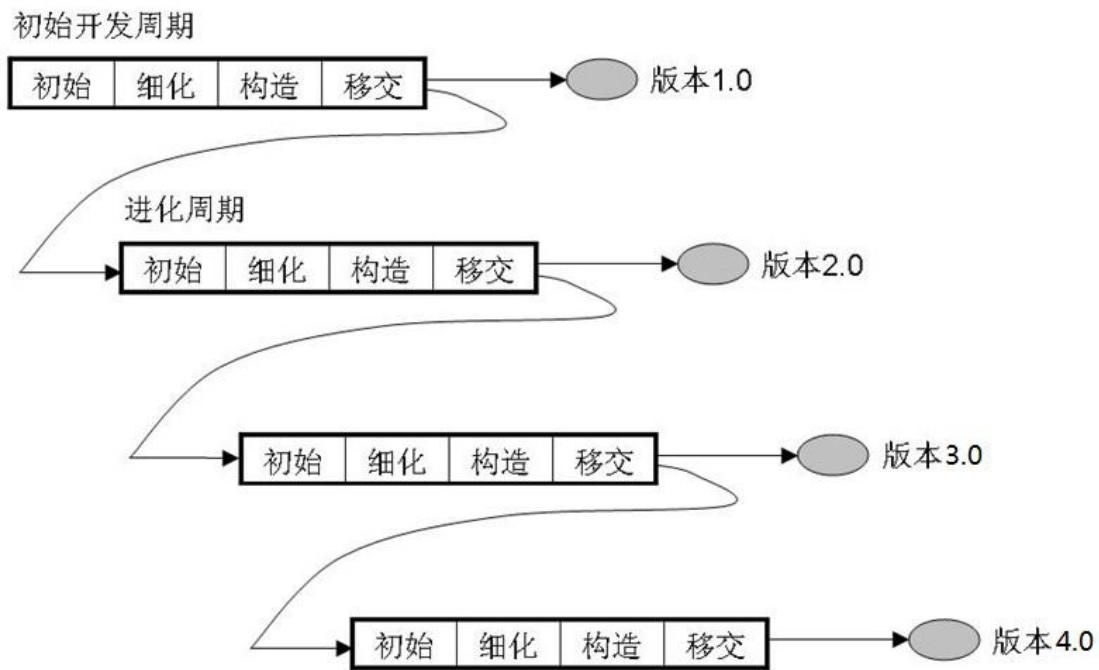 初始开发周期
初始 细化 构造 移交 版本1.0
进化周期
初始 细化 构造 移交 版本2.0
初始 细化 构造 移交 版本3.0
初始 细化 构造 移交 版本4.0